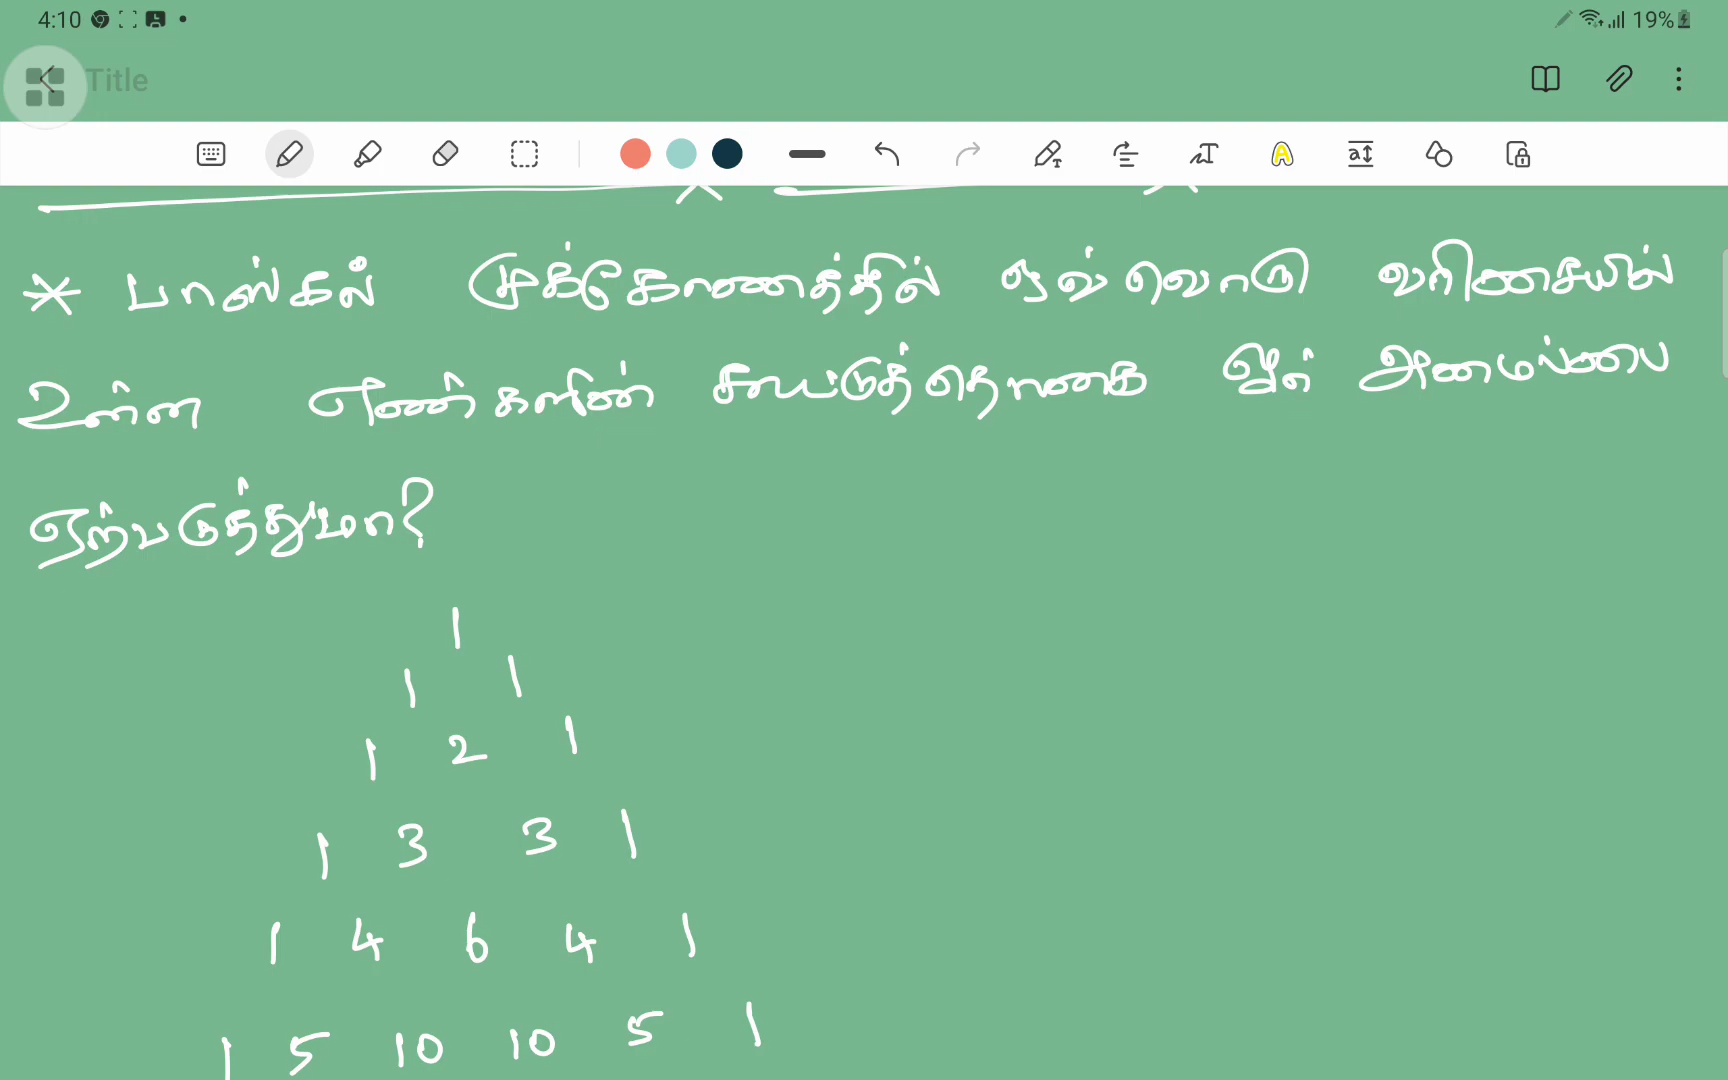 4:10
19%
Title
* பாஸ்கல் முக்கோணத்தில் ஒவ்வொரு வரிசையில்
உள்ள எண்களின் கூட்டுத்தொகை ஓர் அமைப்பை
ஏற்படுத்துமா?
1
1 1
1 2 1
1 3 3 1
1 4 6 4 1
1 5 10 10 5 1